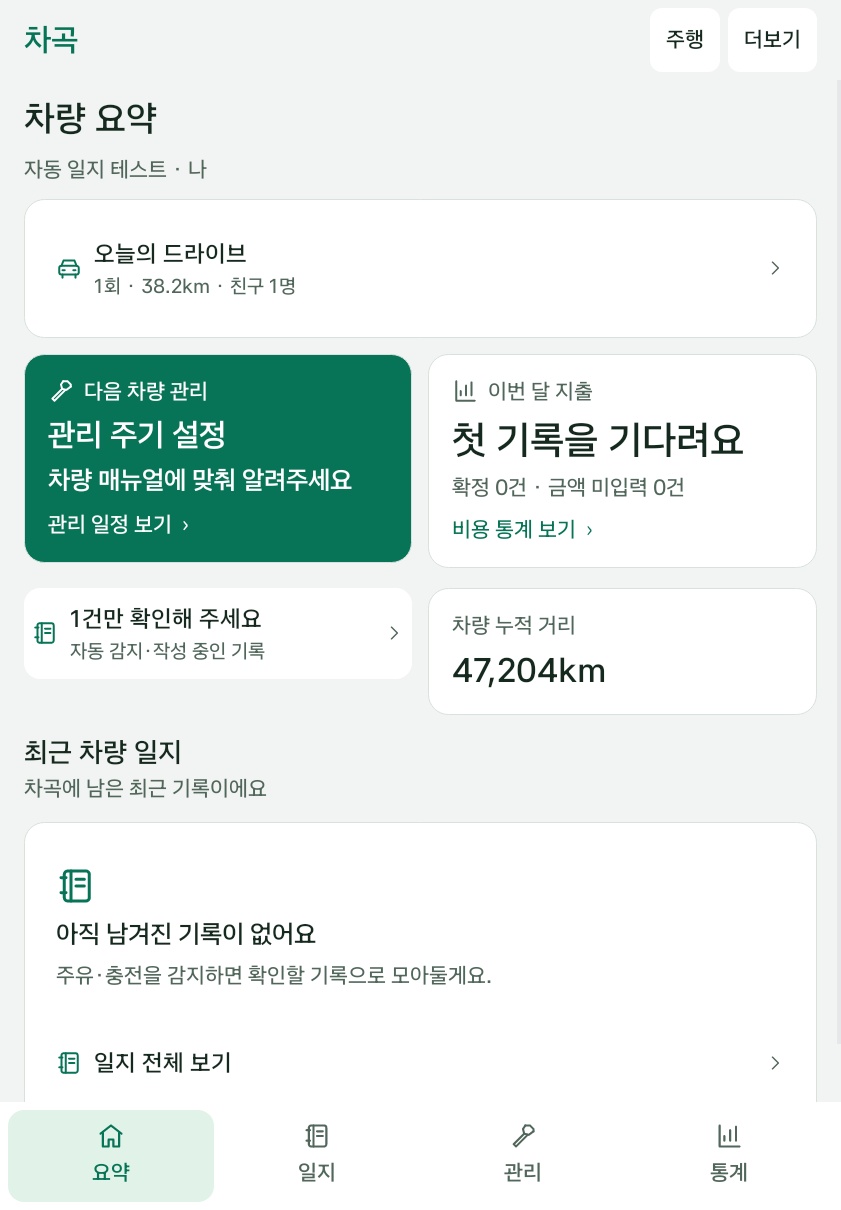 차곡
주행
더보기
차량 요약
자동 일지 테스트 · 나
오늘의 드라이브
1회 · 38.2km · 친구 1명
다음 차량 관리
관리 주기 설정
차량 매뉴얼에 맞춰 알려주세요
관리 일정 보기 ›
이번 달 지출
첫 기록을 기다려요
확정 0건 · 금액 미입력 0건
비용 통계 보기 ›
1건만 확인해 주세요
자동 감지·작성 중인 기록
차량 누적 거리
47,204km
최근 차량 일지
차곡에 남은 최근 기록이에요
아직 남겨진 기록이 없어요
주유·충전을 감지하면 확인할 기록으로 모아둘게요.
일지 전체 보기
요약
일지
관리
통계